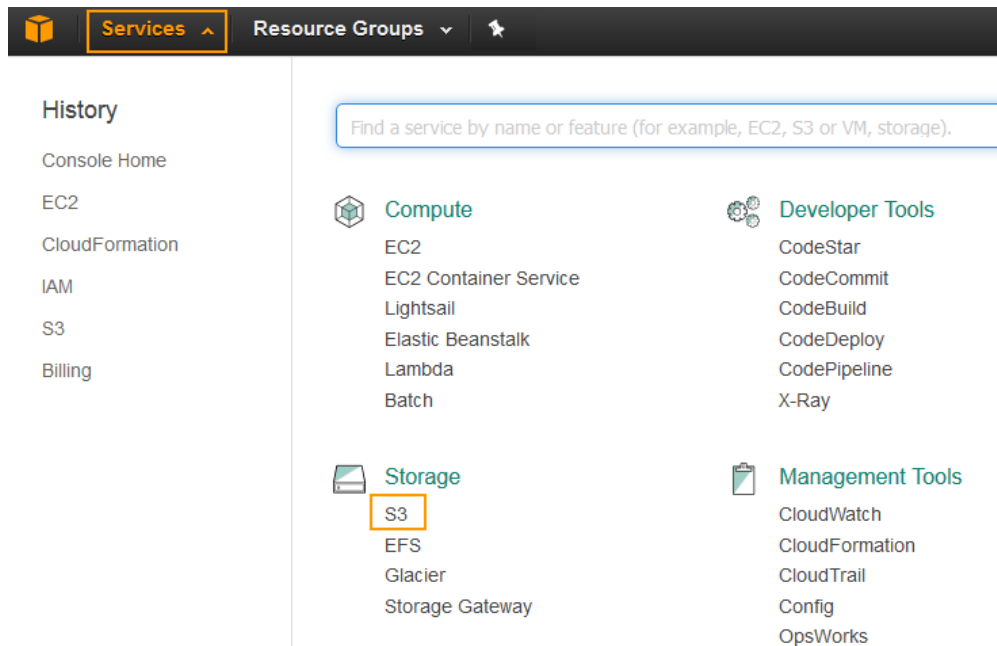 Services
Resource Groups
History
Console Home
EC2
CloudFormation
IAM
S3
Billing
Find a service by name or feature (for example, EC2, S3 or VM, storage).
Compute
EC2
EC2 Container Service
Lightsail
Elastic Beanstalk
Lambda
Batch
Developer Tools
CodeStar
CodeCommit
CodeBuild
CodeDeploy
CodePipeline
X-Ray
Storage
S3
EFS
Glacier
Storage Gateway
Management Tools
CloudWatch
CloudFormation
CloudTrail
Config
OpsWorks